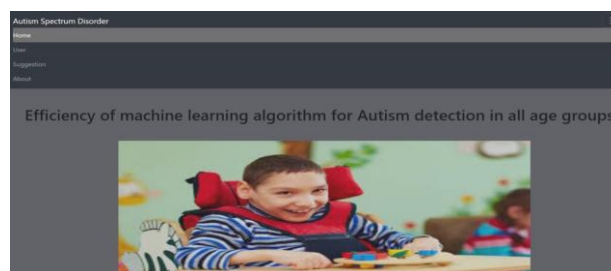 Autism Spectrum Disorder
Home
User
Suggestion
About
Efficiency of machine learning algorithm for Autism detection in all age groups